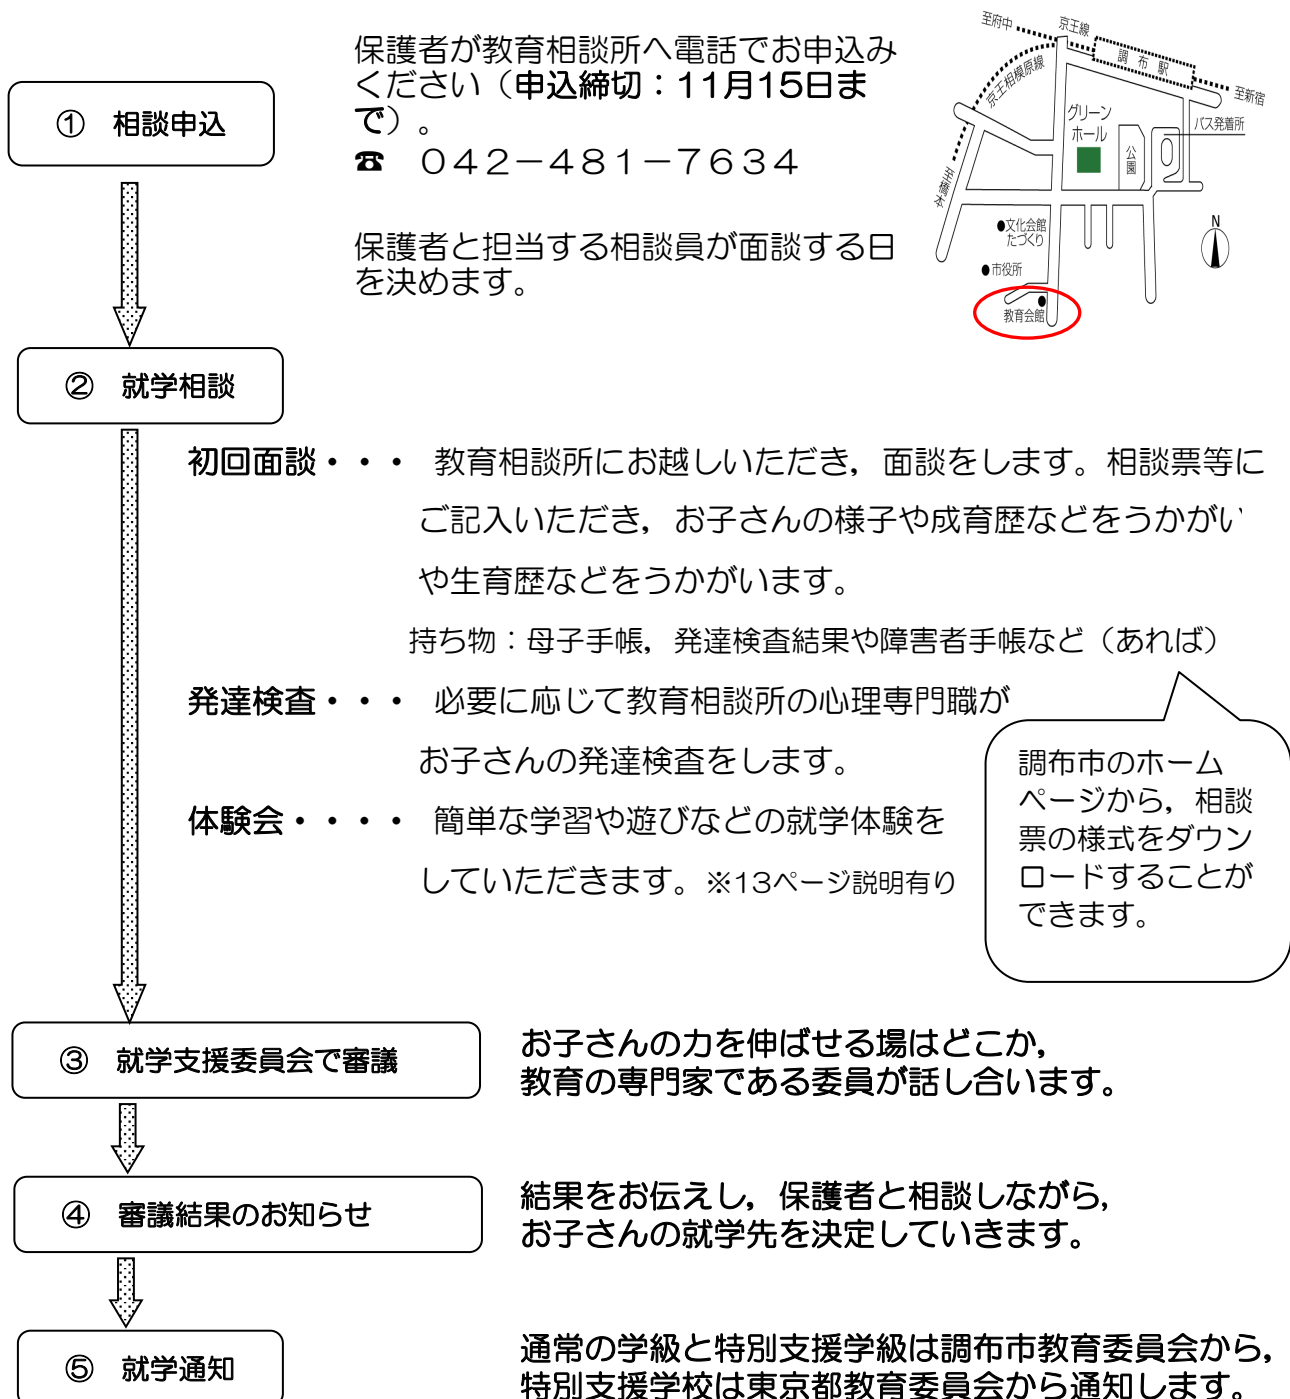 保護者が教育相談所へ電話でお申込み
ください（申込締切：11月15日ま
で）。
☎ ０４２－４８１－７６３４
① 相談申込
保護者と担当する相談員が面談する日
を決めます。
至府中
京王線
調布駅
至新宿
京王相模原線
グリーン
ホール
公園
バス発着所
至橋本
●文化会館
たづくり
●市役所
教育会館
N
② 就学相談
初回面談・・・ 教育相談所にお越しいただき，面談をします。相談票等に
ご記入いただき，お子さんの様子や成育歴などをうかがい
や生育歴などをうかがいます。
持ち物：母子手帳，発達検査結果や障害者手帳など（あれば）
発達検査・・・ 必要に応じて教育相談所の心理専門職が
お子さんの発達検査をします。
体験会・・・・ 簡単な学習や遊びなどの就学体験を
していただきます。※13ページ説明有り
調布市のホーム
ページから，相談
票の様式をダウン
ロードすることが
できます。
③ 就学支援委員会で審議
お子さんの力を伸ばせる場はどこか，
教育の専門家である委員が話し合います。
④ 審議結果のお知らせ
結果をお伝えし，保護者と相談しながら，
お子さんの就学先を決定していきます。
⑤ 就学通知
通常の学級と特別支援学級は調布市教育委員会から，
特別支援学校は東京都教育委員会から通知します。